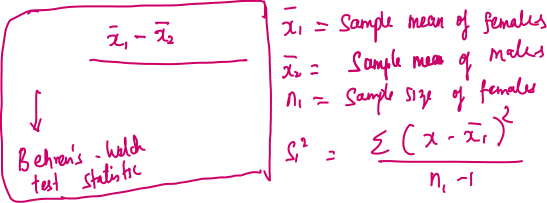 x̄₁ - x̄₂
Behren's - Welch
test statistic
x̄₁ = Sample mean of females
x̄₂ = Sample mean of males
n₁ = Sample size of females
S₁² = Σ(x - x̄₁)² / n₁ - 1